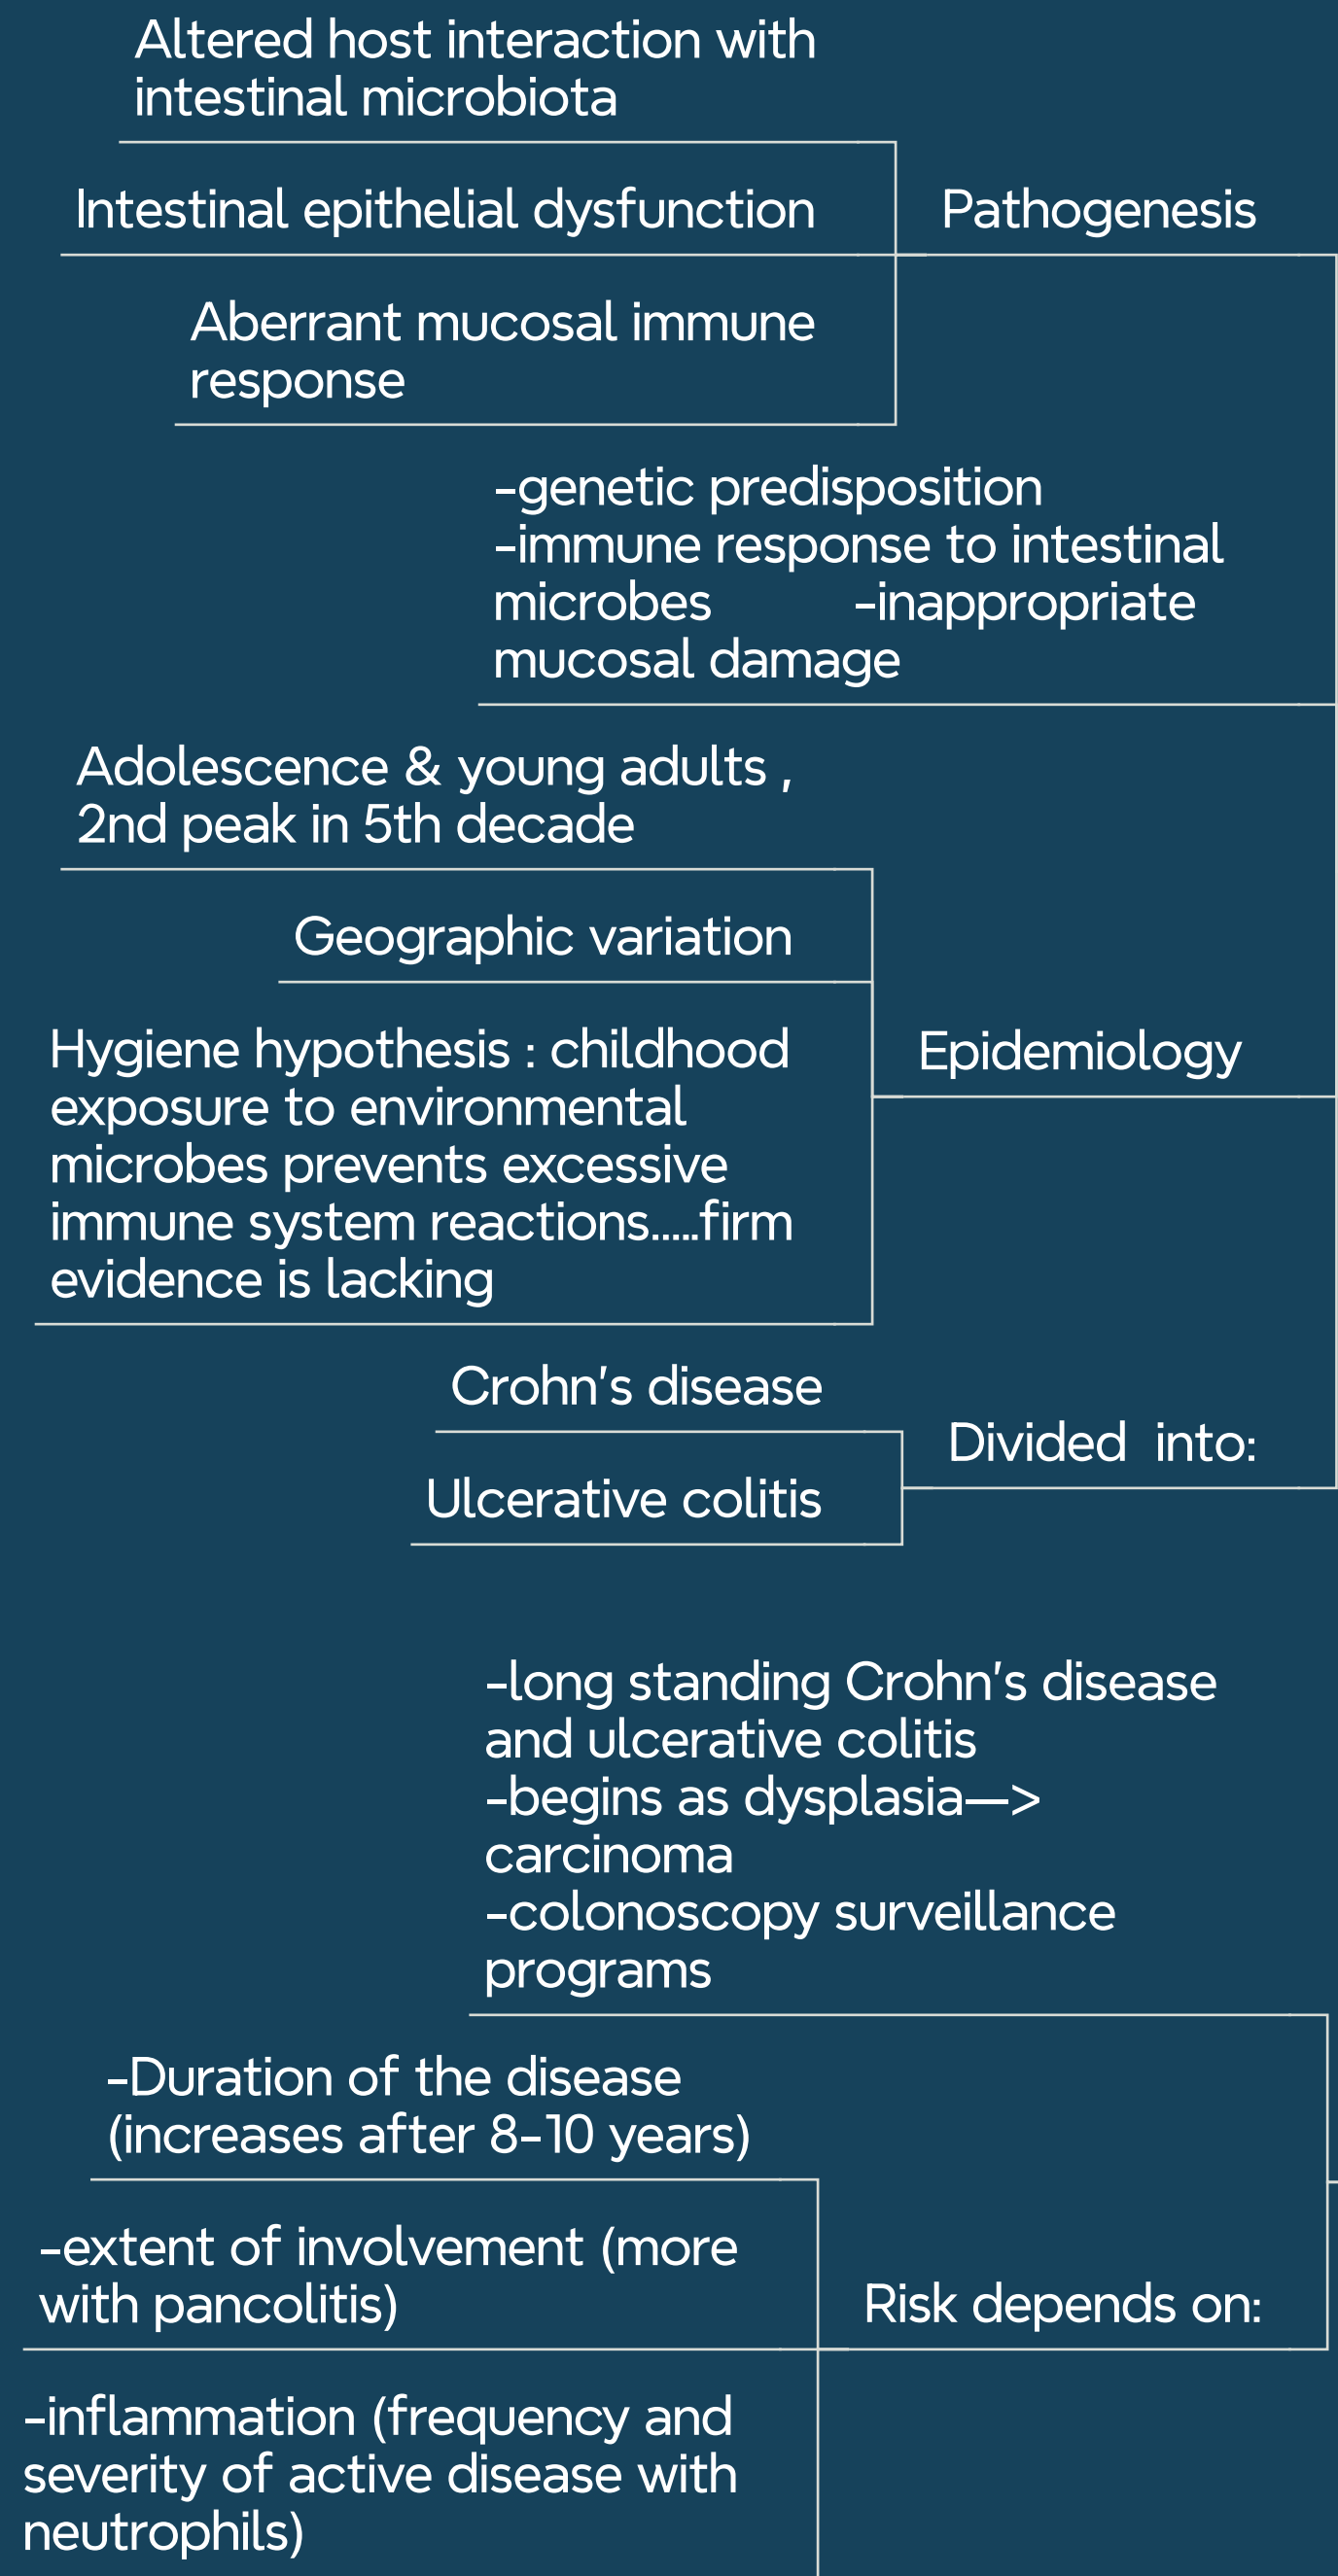 Altered host interaction with
intestinal microbiota
Intestinal epithelial dysfunction
Pathogenesis
Aberrant mucosal immune
response
-genetic predisposition
-immune response to intestinal
microbes -inappropriate
mucosal damage
Adolescence & young adults ,
2nd peak in 5th decade
Geographic variation
Hygiene hypothesis : childhood
exposure to environmental
microbes prevents excessive
immune system reactions.....firm
evidence is lacking
Epidemiology
Crohn's disease
Ulcerative colitis
Divided into:
-long standing Crohn's disease
and ulcerative colitis
-begins as dysplasia—>
carcinoma
-colonoscopy surveillance
programs
-Duration of the disease
(increases after 8-10 years)
-extent of involvement (more
with pancolitis)
Risk depends on:
-inflammation (frequency and
severity of active disease with
neutrophils)